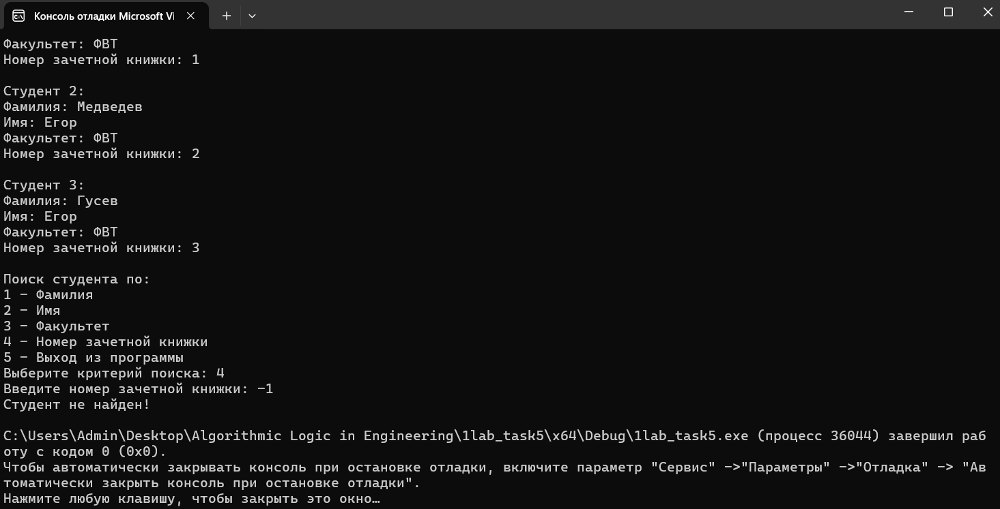 Консоль отладки Microsoft Vi
Факультет: ФВТ
Номер зачетной книжки: 1
Студент 2:
Фамилия: Медведев
Имя: Егор
Факультет: ФВТ
Номер зачетной книжки: 2
Студент 3:
Фамилия: Гусев
Имя: Егор
Факультет: ФВТ
Номер зачетной книжки: 3
Поиск студента по:
1 - Фамилия
2 - Имя
3 - Факультет
4 - Номер зачетной книжки
5 - Выход из программы
Выберите критерий поиска: 4
Введите номер зачетной книжки: -1
Студент не найден!
C:\Users\Admin\Desktop\Algorithmic Logic in Engineering\1lab_task5\x64\Debug\1lab_task5.exe (процесс 36044) завершил раб
оту с кодом 0 (0x0).
Чтобы автоматически закрывать консоль при остановке отладки, включите параметр "Сервис" ->"Параметры" ->"Отладка" -> "Ав
томатически закрыть консоль при остановке отладки".
Нажмите любую клавишу, чтобы закрыть это окно…